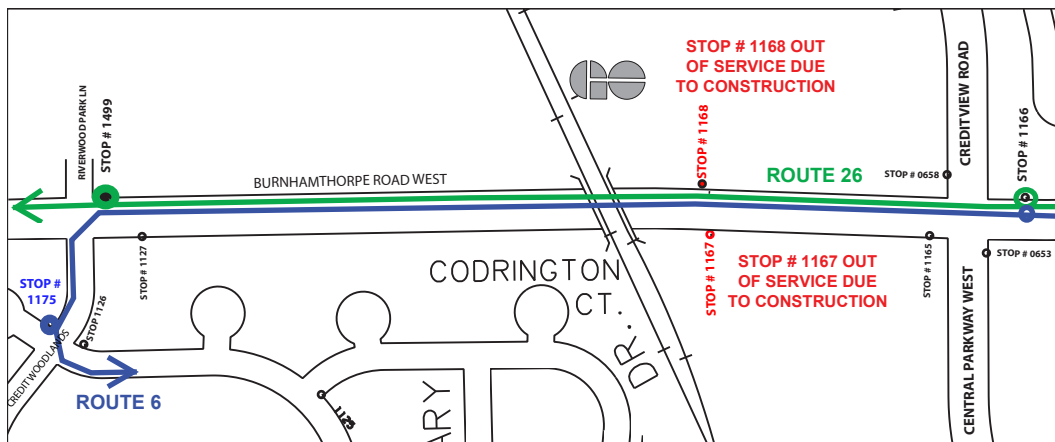 STOP # 1168 OUT
OF SERVICE DUE
TO CONSTRUCTION
RIVERWOOD PARK LN
STOP # 1499
STOP # 1168
CREDITVIEW ROAD
STOP # 1166
BURNHAMTHORPE ROAD WEST
ROUTE 26
STOP # 0658
STOP # 1127
STOP # 1167
STOP # 1165
STOP # 0653
STOP # 1167 OUT
OF SERVICE DUE
TO CONSTRUCTION
CODRINGTON
CT.
DR.
STOP #
1175
STOP 1126
CREDITWOODLANDS
ROUTE 6
1125
ARY
CENTRAL PARKWAY WEST